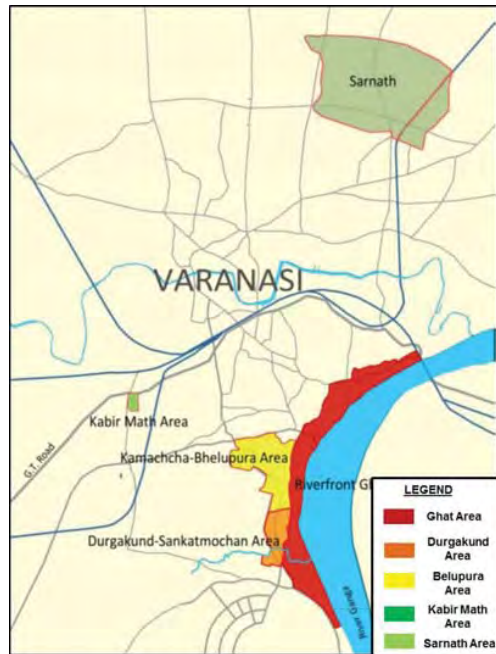 Sarnath
VARANASI
Kabir Math Area
G.T. Road
Kamachcha-Bhelupura Area
Riverfront G
Durgakund-Sankatmochan Area
River Ganga
LEGEND
Ghat Area
Durgakund
Area
Belupura
Area
Kabir Math
Area
Sarnath Area